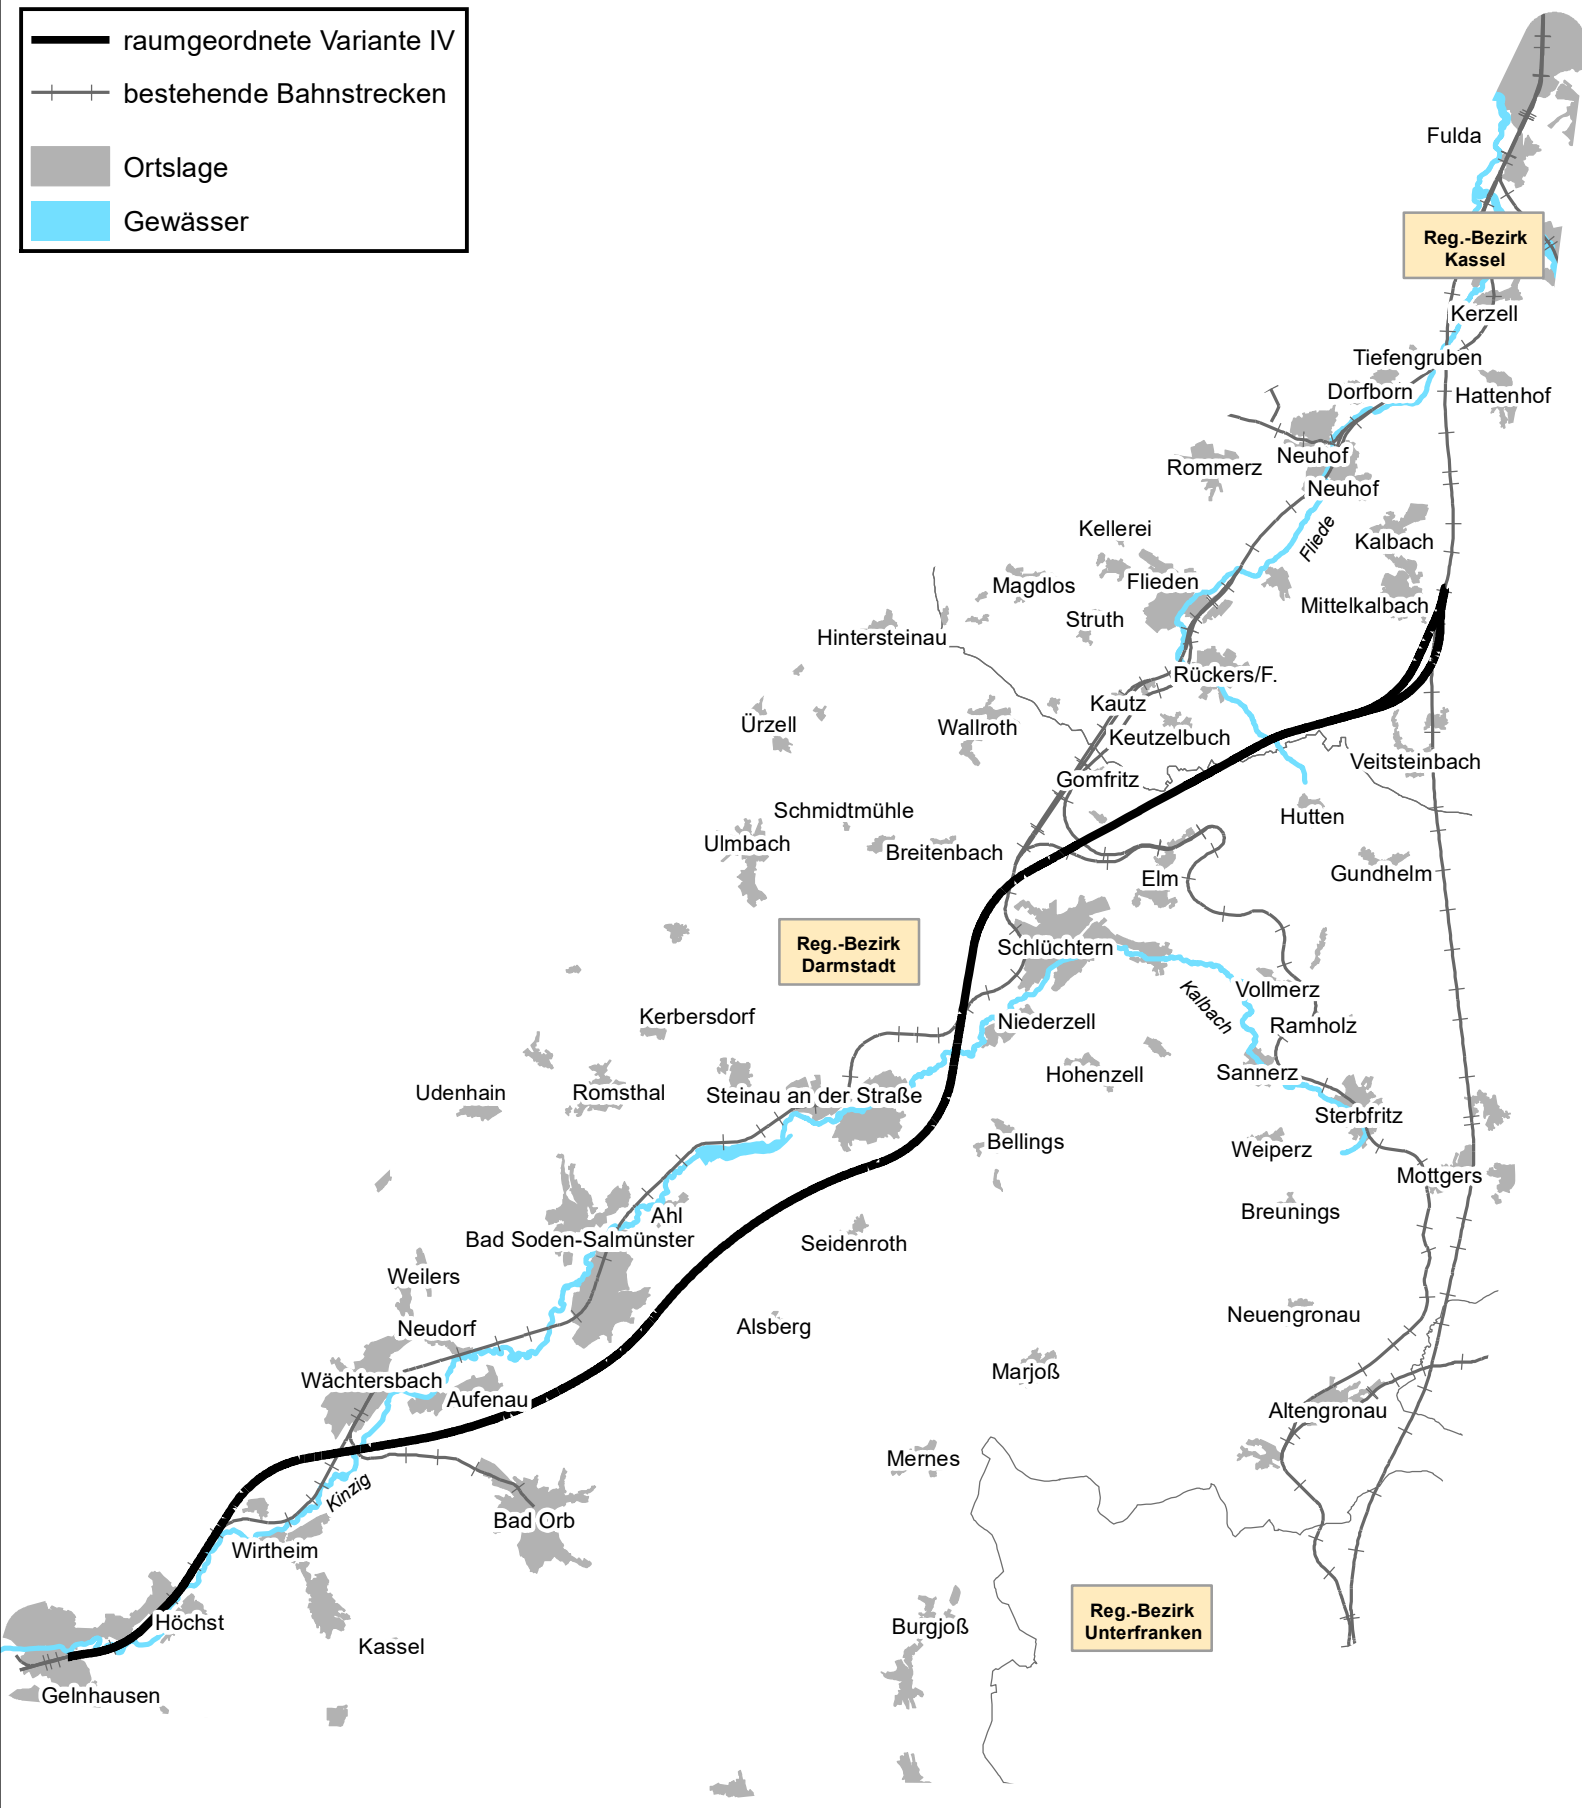 raumgeordnete Variante IV
bestehende Bahnstrecken
Ortslage
Gewässer
Fulda
Reg.-Bezirk
Kassel
Kerzell
Tiefengruben
Dorfborn
Hattenhof
Neuhof
Rommerz
Neuhof
Fliede
Kellerei
Kalbach
Magdlos
Flieden
Mittelkalbach
Struth
Hintersteinau
Rückers/F.
Kautz
Ürzell
Wallroth
Keutzelbuch
Veitsteinbach
Gomfritz
Schmidtmühle
Hutten
Ulmbach
Breitenbach
Elm
Gundhelm
Reg.-Bezirk
Darmstadt
Schlüchtern
Kalbach
Vollmerz
Kerbersdorf
Niederzell
Ramholz
Udenhain
Romsthal
Steinau an der Straße
Hohenzell
Sannerz
Sterbfritz
Bellings
Weiperz
Mottgers
Ahl
Breunings
Bad Soden-Salmünster
Seidenroth
Weilers
Neudorf
Alsberg
Neuengronau
Wächtersbach
Aufenau
Marjoß
Altengronau
Mernes
Kinzig
Bad Orb
Wirtheim
Höchst
Kassel
Burgjoß
Reg.-Bezirk
Unterfranken
Gelnhausen